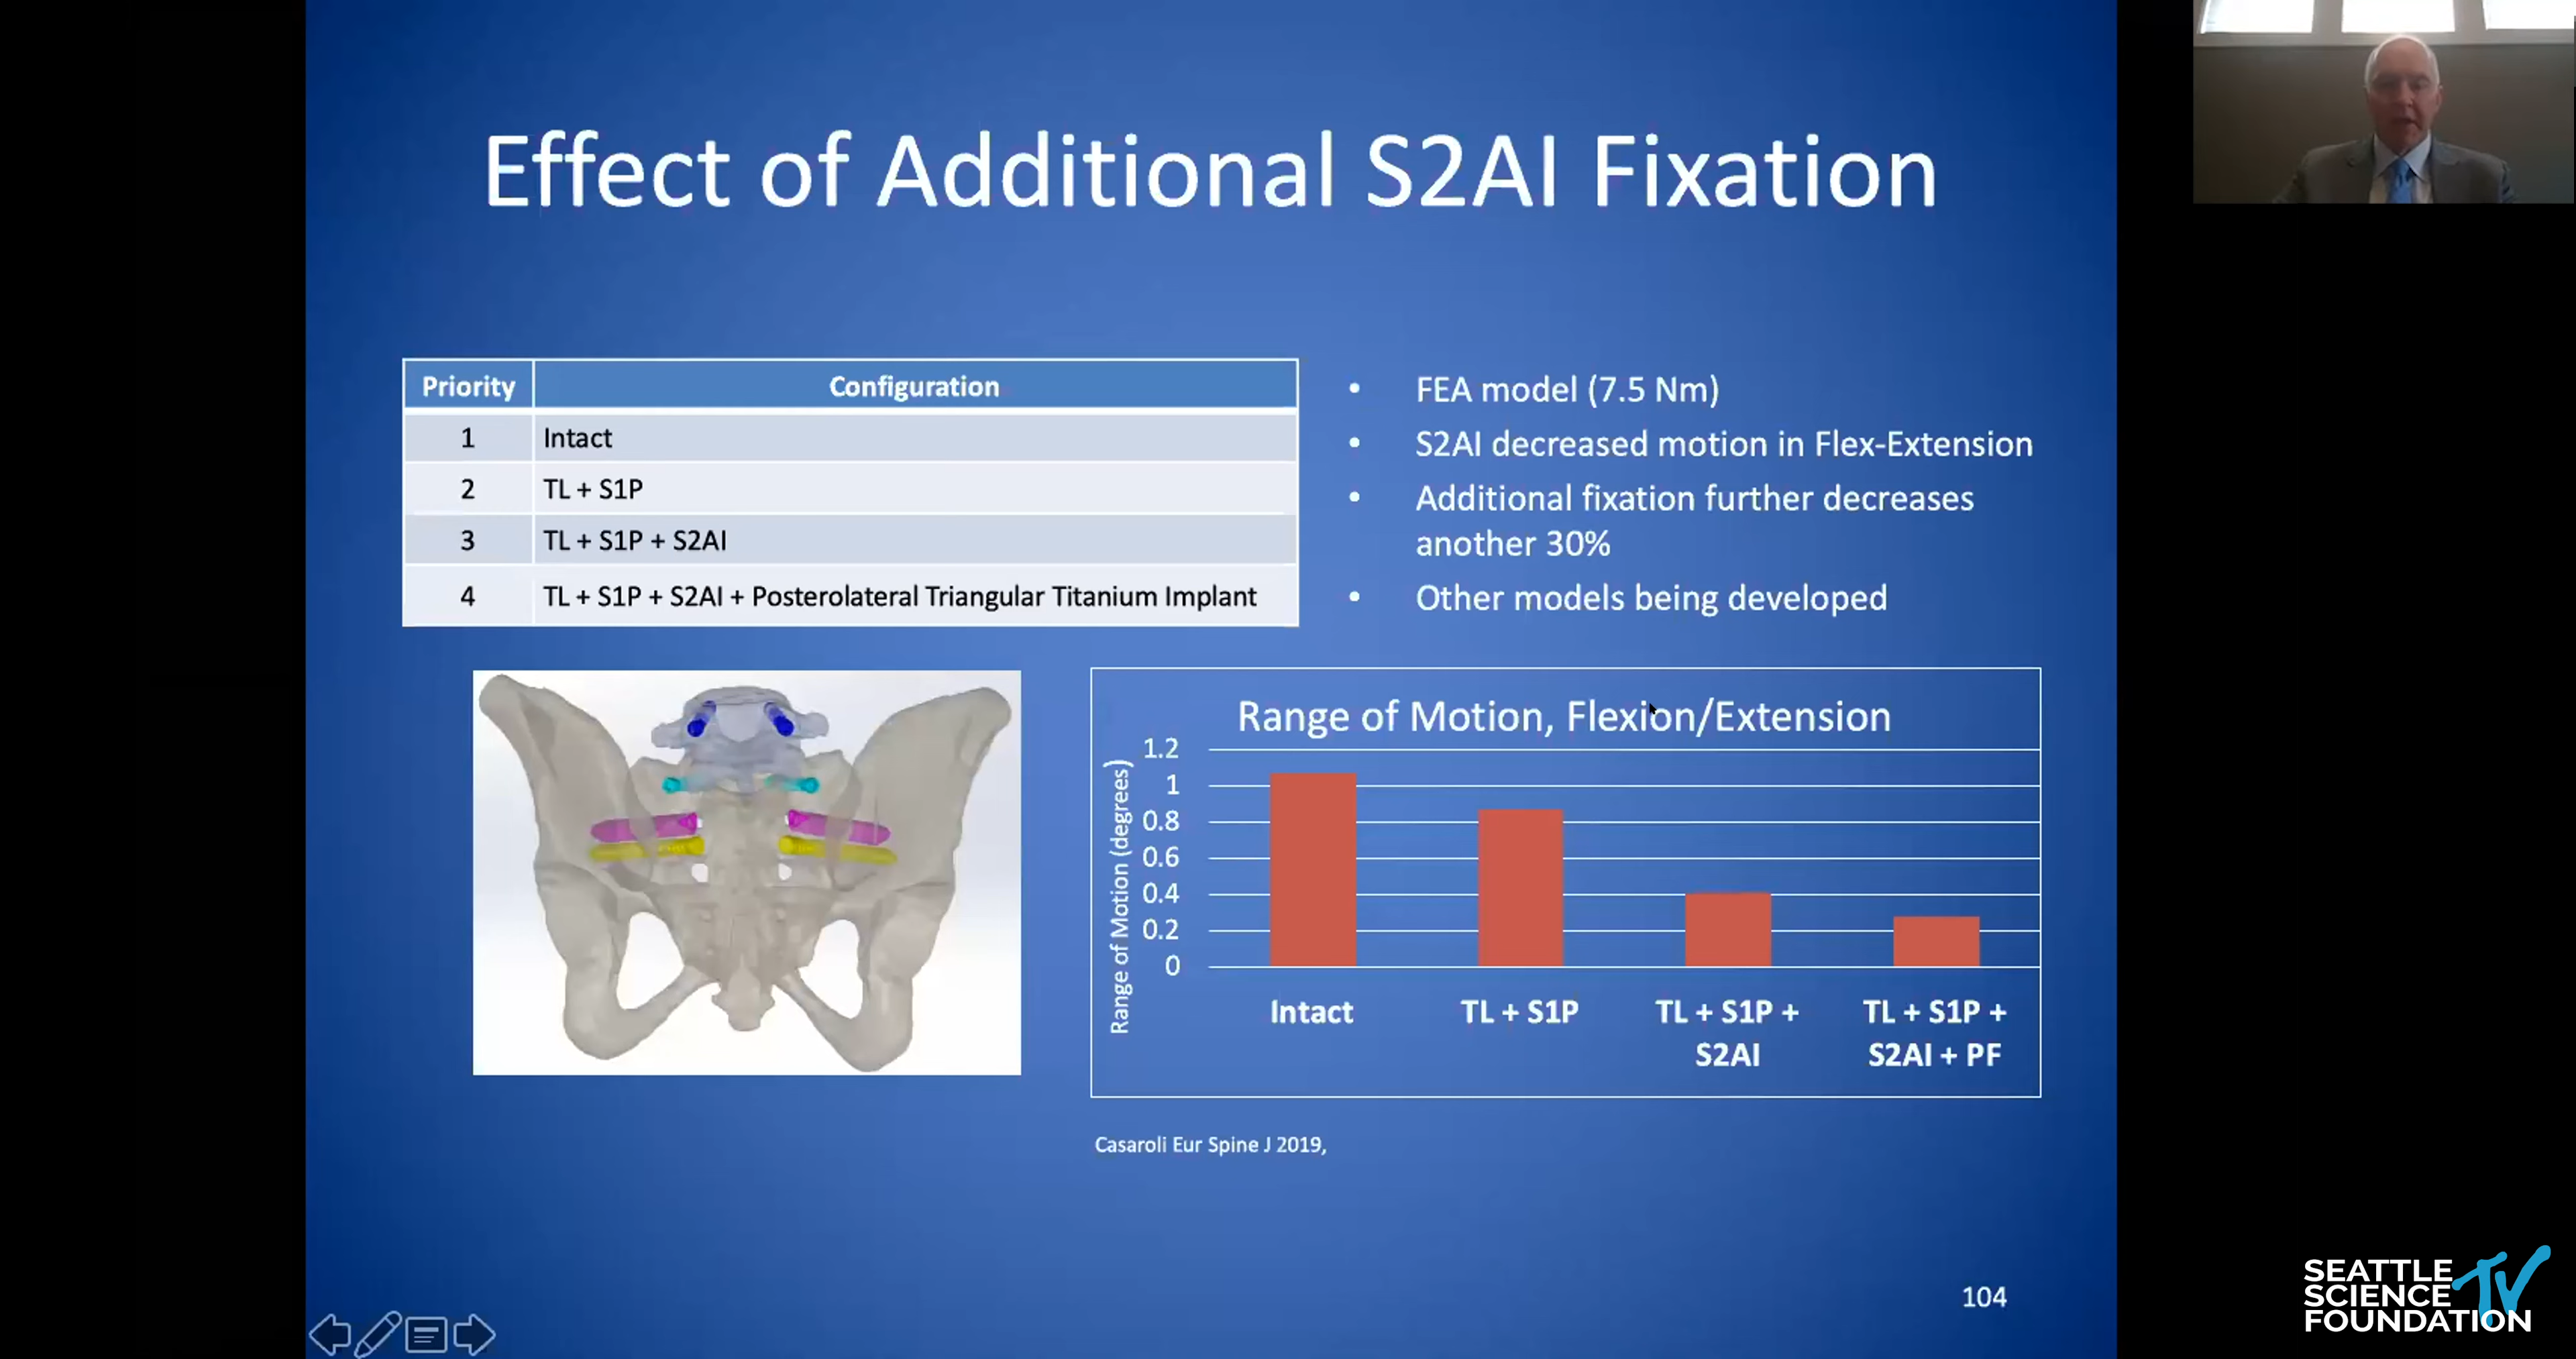 Effect of Additional S2AI Fixation
Priority Configuration
1 Intact
2 TL + S1P
3 TL + S1P + S2AI
4 TL + S1P + S2AI + Posterolateral Triangular Titanium Implant
• FEA model (7.5 Nm)
• S2AI decreased motion in Flex-Extension
• Additional fixation further decreases
another 30%
• Other models being developed
Range of Motion, Flexion/Extension
Range of Motion (degrees)
1.2
1
0.8
0.6
0.4
0.2
0
Intact
TL + S1P
TL + S1P +
S2AI
TL + S1P +
S2AI + PF
Casaroli Eur Spine J 2019,
104
SEATTLE
SCIENCE
FOUNDATION
TV